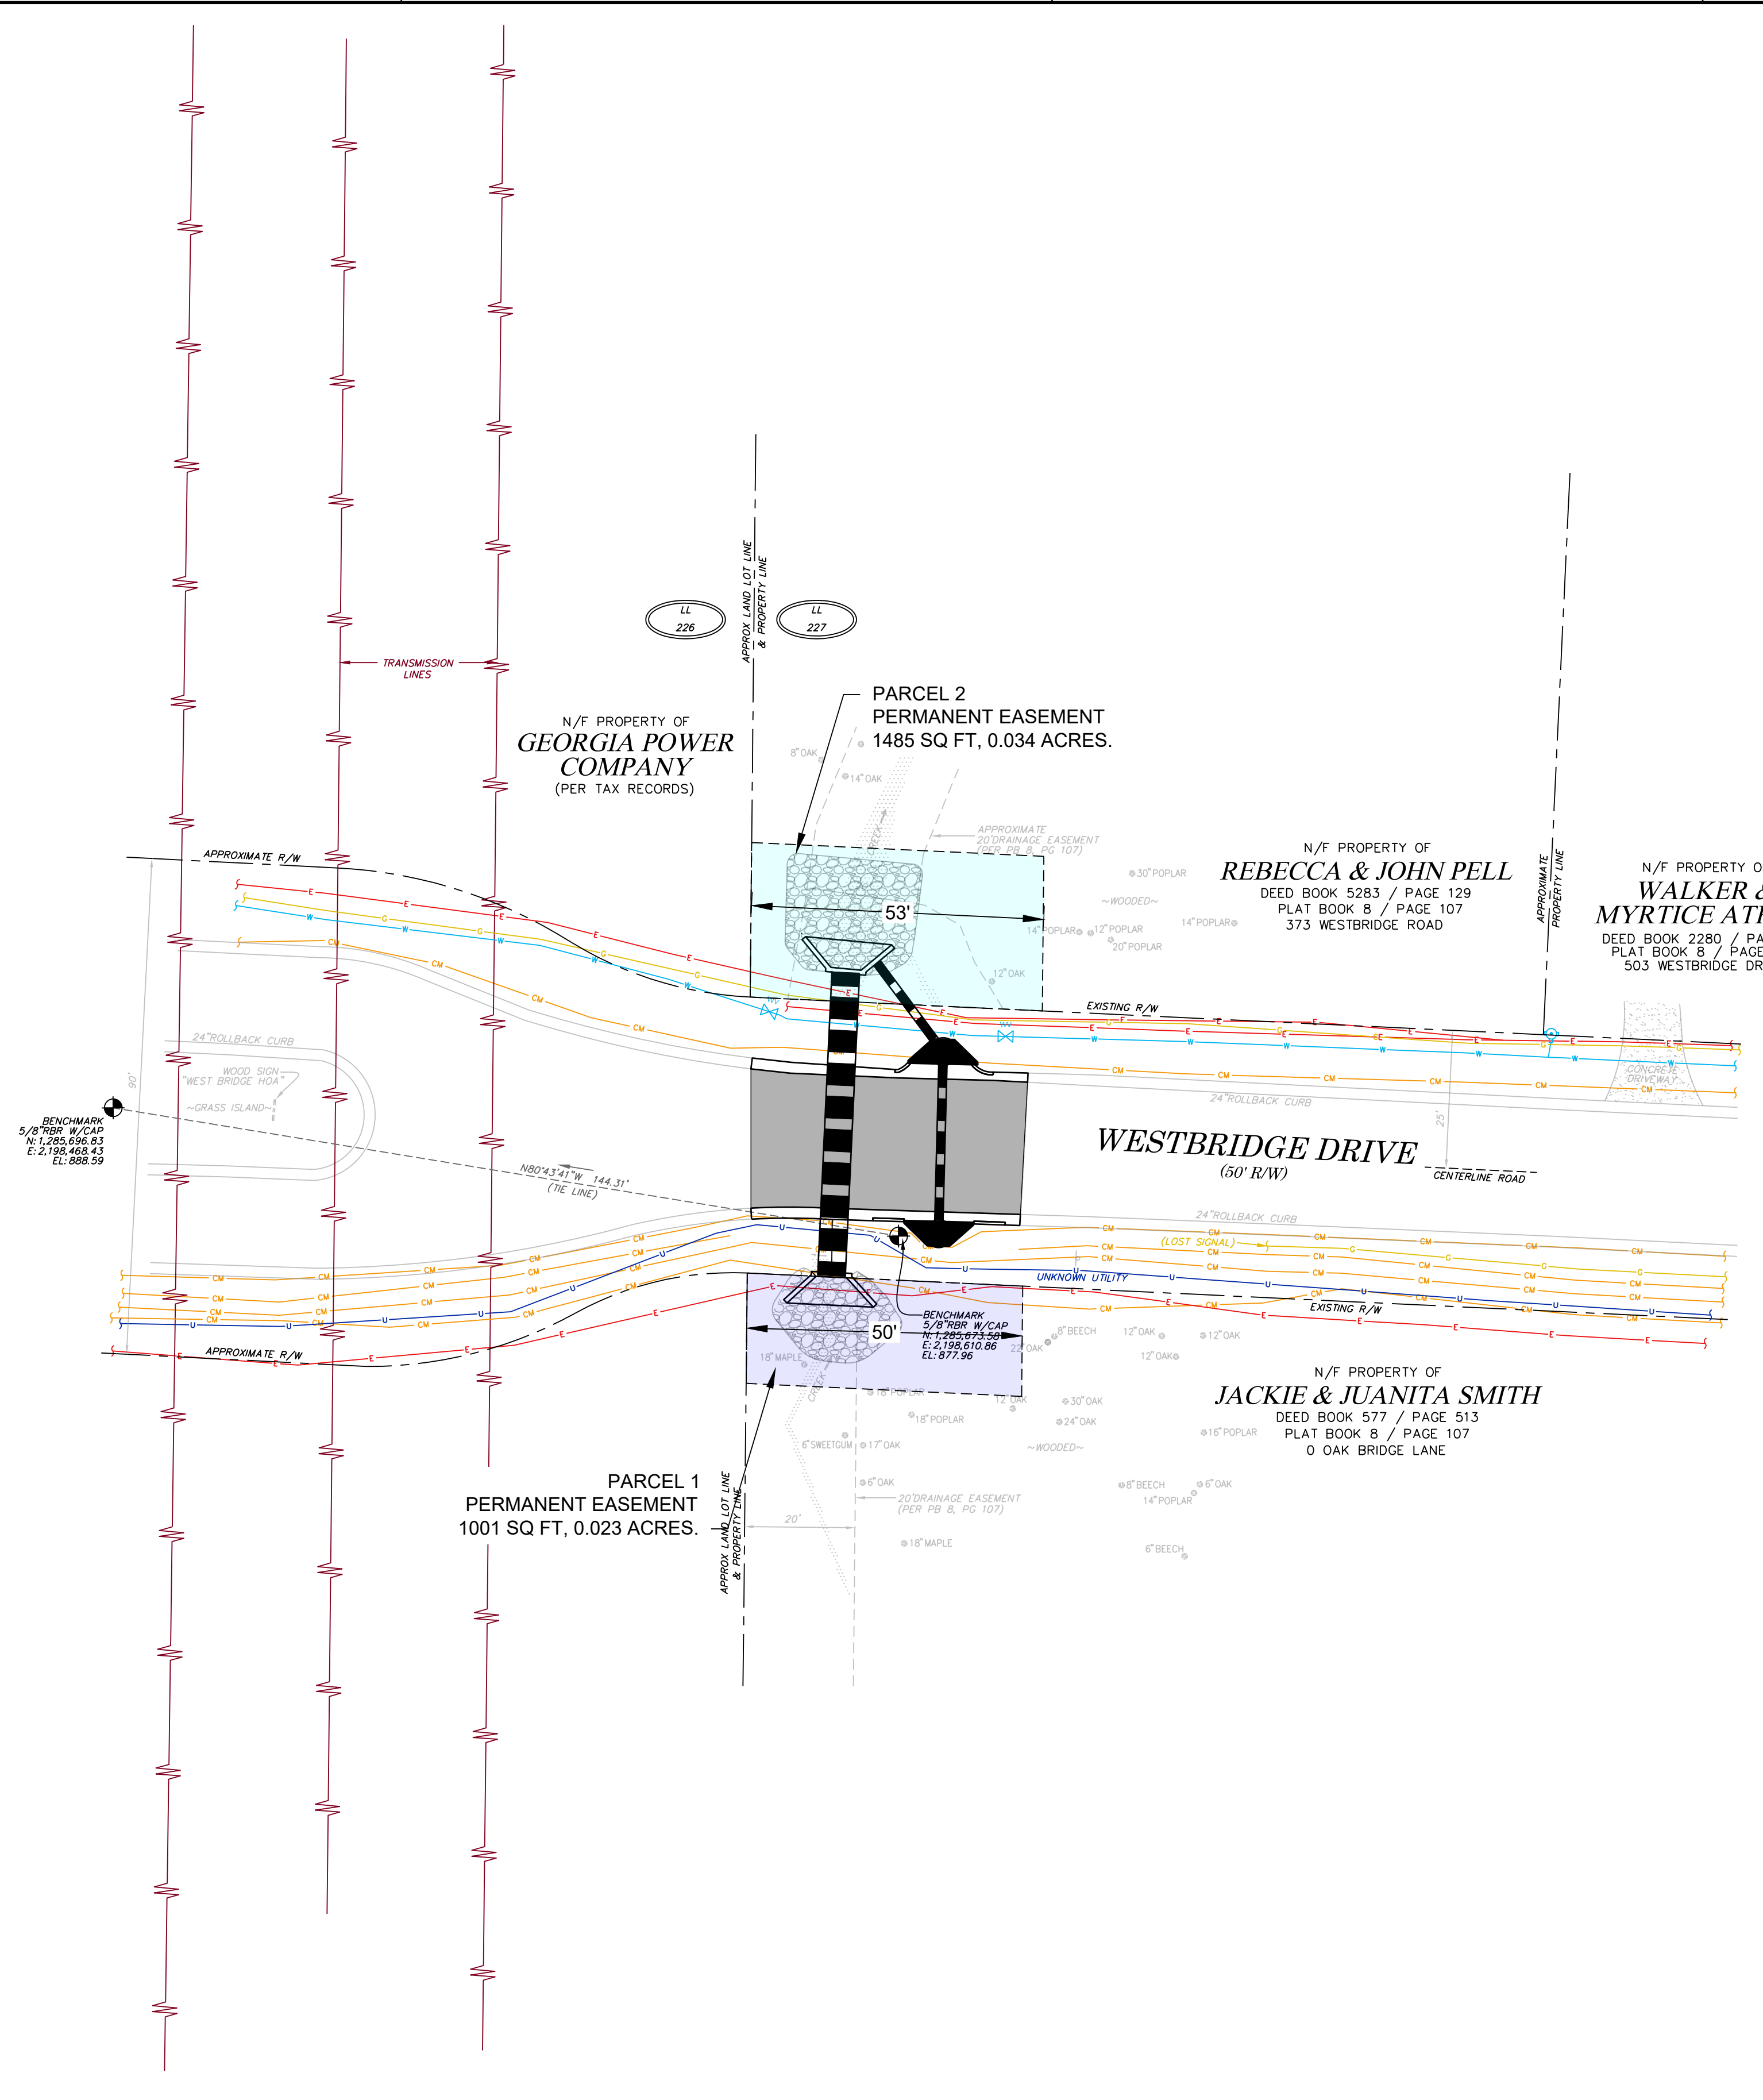 APPROX LAND LOT LINE
& PROPERTY LINE
LL
226
LL
227
TRANSMISSION
LINES
PARCEL 2
PERMANENT EASEMENT
1485 SQ FT, 0.034 ACRES.
N/F PROPERTY OF
GEORGIA POWER
COMPANY
(PER TAX RECORDS)
8" OAK
14" OAK
CREEK
APPROXIMATE
20' DRAINAGE EASEMENT
(PER PB 8, PG 107)
N/F PROPERTY OF
REBECCA & JOHN PELL
DEED BOOK 5283 / PAGE 129
PLAT BOOK 8 / PAGE 107
373 WESTBRIDGE ROAD
APPROXIMATE
PROPERTY LINE
N/F PROPERTY O
WALKER &
MYRTICE AT
DEED BOOK 2280 / PA
PLAT BOOK 8 / PAGE
503 WESTBRIDGE DR
APPROXIMATE R/W
30" POPLAR
~WOODED~
53'
14" POPLAR
12" POPLAR
14" POPLAR
20" POPLAR
12" OAK
EXISTING R/W
WV
WV
24" ROLLBACK CURB
WOOD SIGN
"WEST BRIDGE HOA"
~GRASS ISLAND~
90'
CONCRETE
DRIVEWAY
24" ROLLBACK CURB
25'
BENCHMARK
5/8" RBR W/CAP
N: 1,285,696.83
E: 2,198,468.43
EL: 888.59
WESTBRIDGE DRIVE
(50' R/W)
CENTERLINE ROAD
N80°43'41"W 144.31'
(TIE LINE)
24" ROLLBACK CURB
(LOST SIGNAL)
UNKNOWN UTILITY
EXISTING R/W
APPROXIMATE R/W
BENCHMARK
5/8" RBR W/CAP
N: 1,285,673.58
E: 2,198,610.86
EL: 877.96
50'
8" BEECH
22" OAK
12" OAK
12" OAK
12" OAK
18" MAPLE
CREEK
18" POPLAR
12" OAK
30" OAK
18" POPLAR
24" OAK
16" POPLAR
6" SWEETGUM
17" OAK
~WOODED~
N/F PROPERTY OF
JACKIE & JUANITA SMITH
DEED BOOK 577 / PAGE 513
PLAT BOOK 8 / PAGE 107
0 OAK BRIDGE LANE
PARCEL 1
PERMANENT EASEMENT
1001 SQ FT, 0.023 ACRES.
APPROX LAND LOT LINE
& PROPERTY LINE
6" OAK
8" BEECH
6" OAK
14" POPLAR
20' DRAINAGE EASEMENT
(PER PB 8, PG 107)
20'
18" MAPLE
6" BEECH